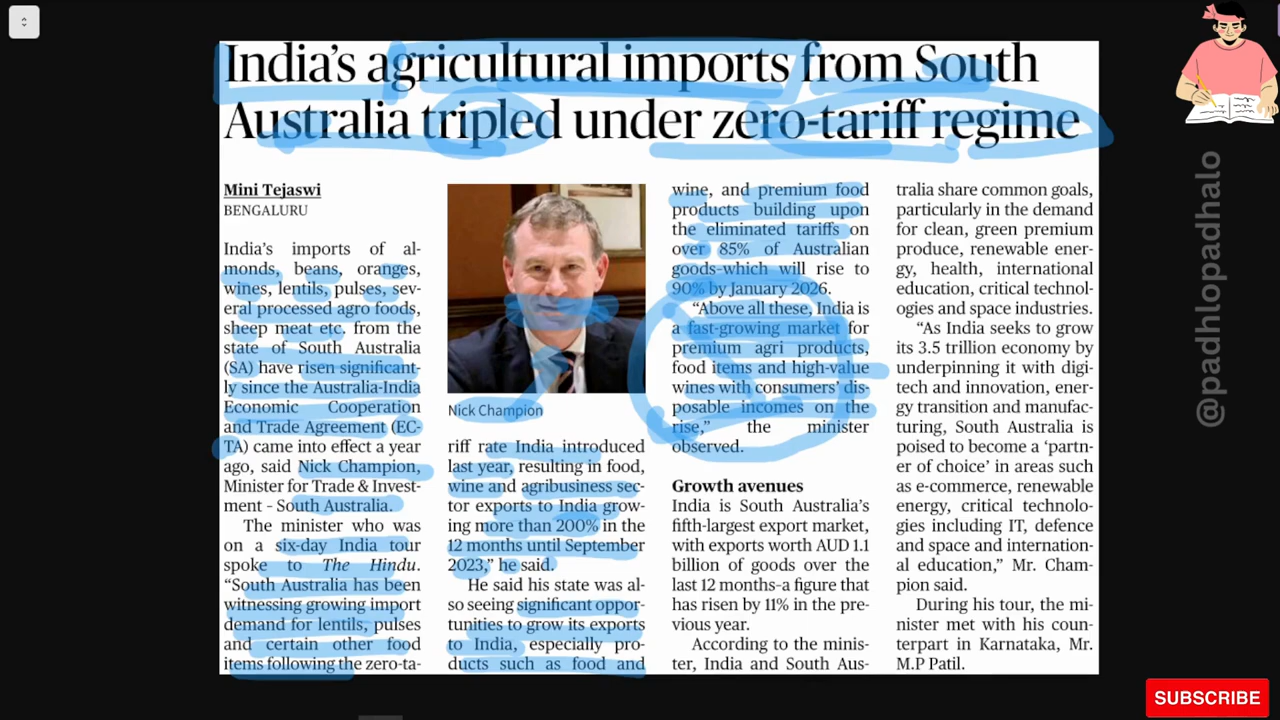 India's agricultural imports from South
Australia tripled under zero-tariff regime
Mini Tejaswi
BENGALURU
India's imports of al-
monds, beans, oranges,
wines, lentils, pulses, sev-
eral processed agro foods,
sheep meat etc. from the
state of South Australia
(SA) have risen significant-
ly since the Australia-India
Economic Cooperation
and Trade Agreement (EC-
TA) came into effect a year
ago, said Nick Champion,
Minister for Trade & Invest-
ment – South Australia.
The minister who was
on a six-day India tour
spoke to The Hindu.
“South Australia has been
witnessing growing import
demand for lentils, pulses
and certain other food
items following the zero-ta-
Nick Champion
riff rate India introduced
last year, resulting in food,
wine and agribusiness sec-
tor exports to India grow-
ing more than 200% in the
12 months until September
2023,” he said.
He said his state was al-
so seeing significant oppor-
tunities to grow its exports
to India, especially pro-
ducts such as food and
wine, and premium food
products building upon
the eliminated tariffs on
over 85% of Australian
goods–which will rise to
90% by January 2026.
“Above all these, India is
a fast-growing market for
premium agri products,
food items and high-value
wines with consumers’ dis-
posable incomes on the
rise,” the minister
observed.
Growth avenues
India is South Australia’s
fifth-largest export market,
with exports worth AUD 1.1
billion of goods over the
last 12 months–a figure that
has risen by 11% in the pre-
vious year.
According to the minis-
ter, India and South Aus-
tralia share common goals,
particularly in the demand
for clean, green premium
produce, renewable ener-
gy, health, international
education, critical technol-
ogies and space industries.
“As India seeks to grow
its 3.5 trillion economy by
underpinning it with digi-
tech and innovation, ener-
gy transition and manufac-
turing, South Australia is
poised to become a ‘partn-
er of choice’ in areas such
as e-commerce, renewable
energy, critical technolo-
gies including IT, defence
and space and internation-
al education,” Mr. Cham-
pion said.
During his tour, the mi-
nister met with his coun-
terpart in Karnataka, Mr.
M.P Patil.
@padhlopadhalo
SUBSCRIBE